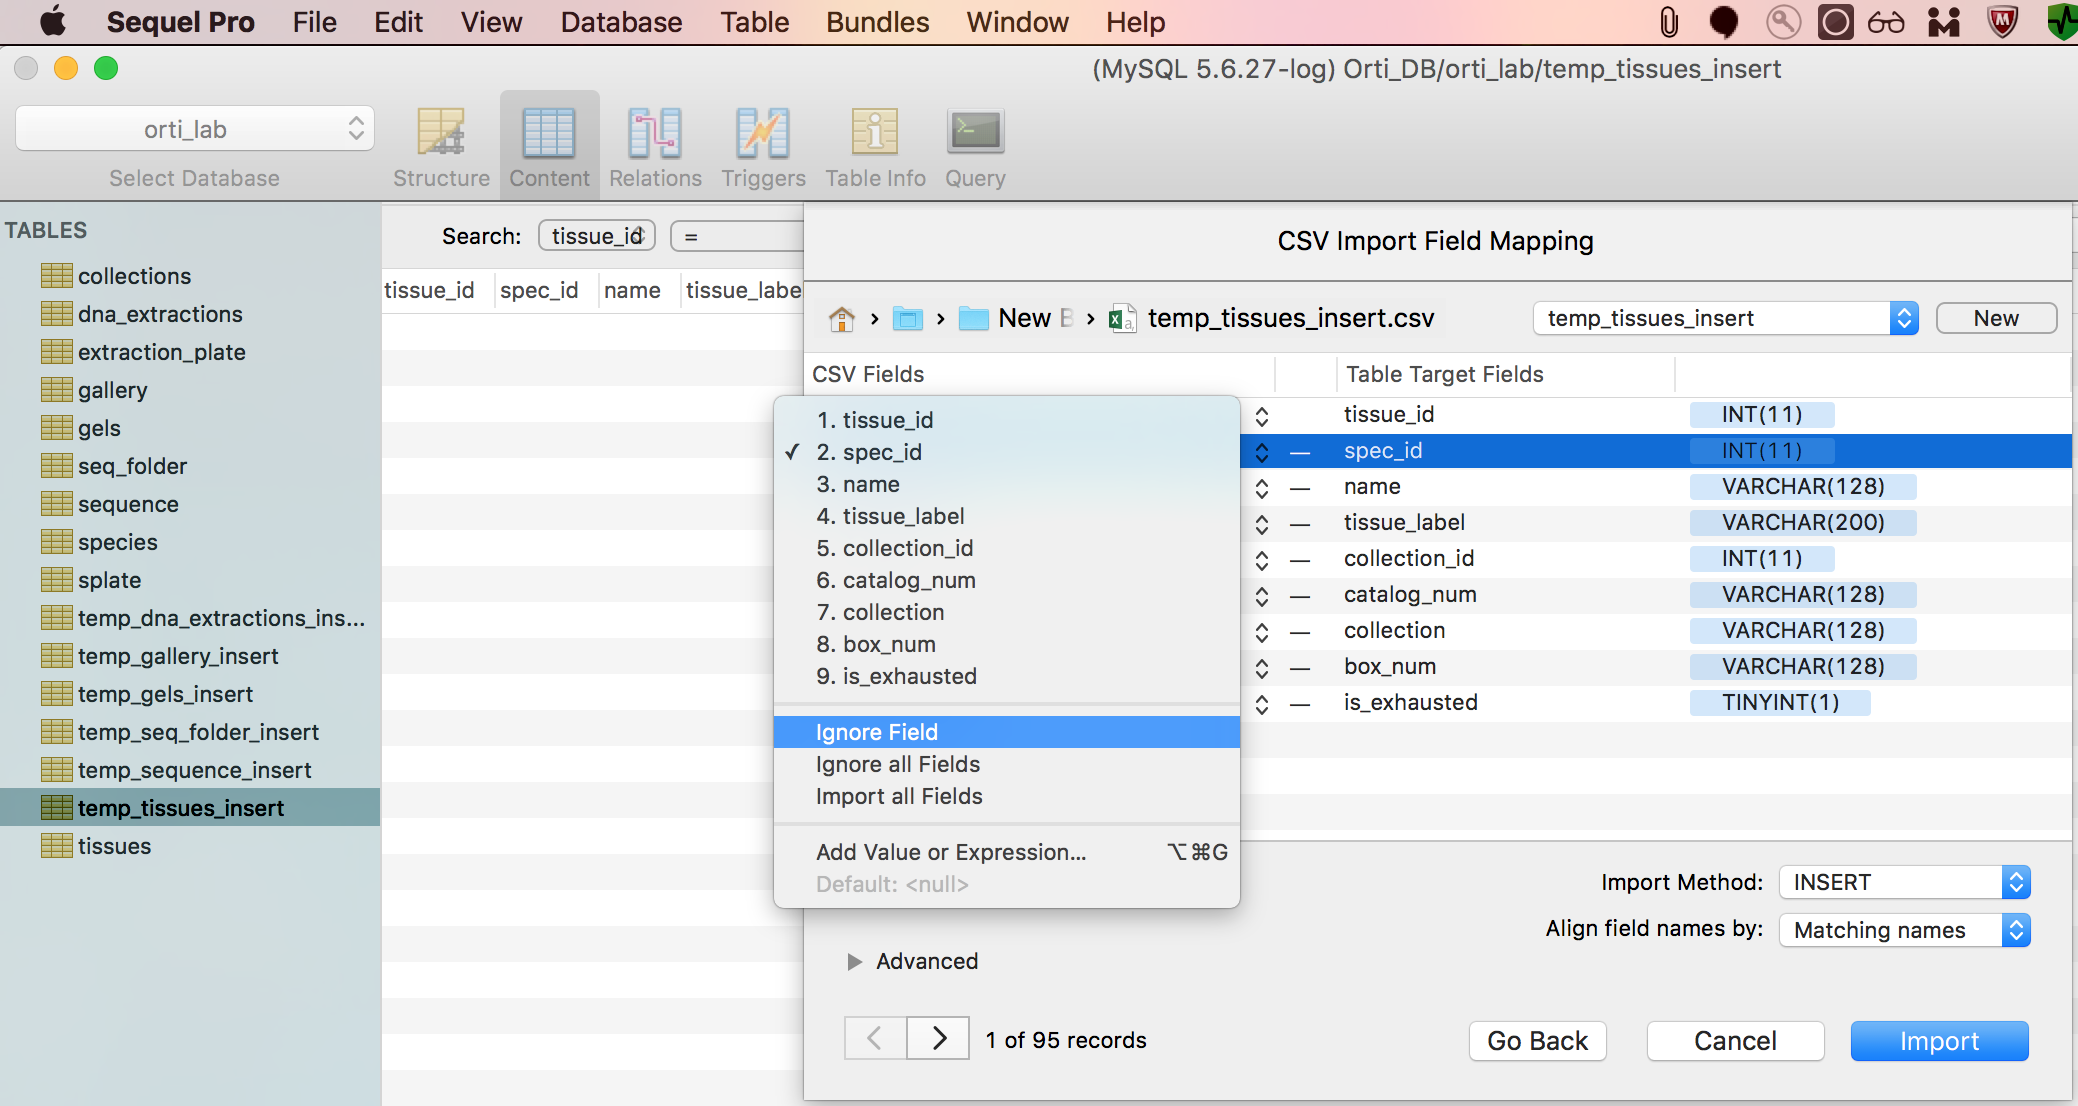 Sequel Pro File Edit View Database Table Bundles Window Help
(MySQL 5.6.27-log) Orti_DB/orti_lab/temp_tissues_insert
orti_lab
Select Database
Structure Content Relations Triggers Table Info Query
TABLES
collections
dna_extractions
extraction_plate
gallery
gels
seq_folder
sequence
species
splate
temp_dna_extractions_ins...
temp_gallery_insert
temp_gels_insert
temp_seq_folder_insert
temp_sequence_insert
temp_tissues_insert
tissues
Search: tissue_id =
tissue_id spec_id name tissue_labe
CSV Import Field Mapping
New B temp_tissues_insert.csv
temp_tissues_insert New
CSV Fields Table Target Fields
1. tissue_id
✓ 2. spec_id
3. name
4. tissue_label
5. collection_id
6. catalog_num
7. collection
8. box_num
9. is_exhausted
Ignore Field
Ignore all Fields
Import all Fields
Add Value or Expression... ⌥⌘G
Default: <null>
tissue_id INT(11)
— spec_id INT(11)
— name VARCHAR(128)
— tissue_label VARCHAR(200)
— collection_id INT(11)
— catalog_num VARCHAR(128)
— collection VARCHAR(128)
— box_num VARCHAR(128)
— is_exhausted TINYINT(1)
Import Method: INSERT
Align field names by: Matching names
Advanced
1 of 95 records
Go Back Cancel Import